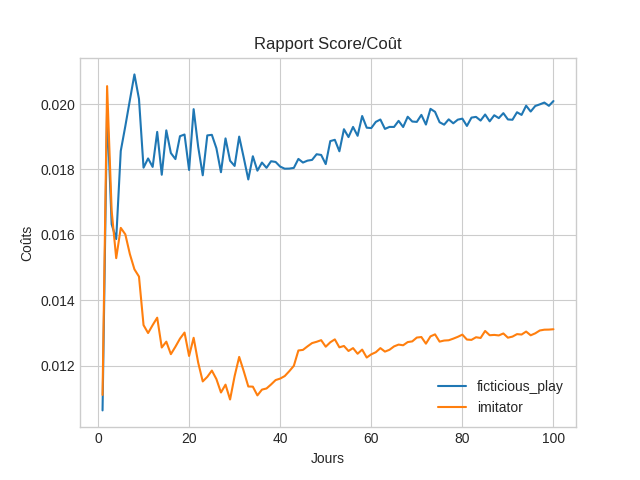 Rapport Score/Coût
Coûts
0.020
0.018
0.016
0.014
0.012
0 20 40 60 80 100
Jours
ficticious_play
imitator